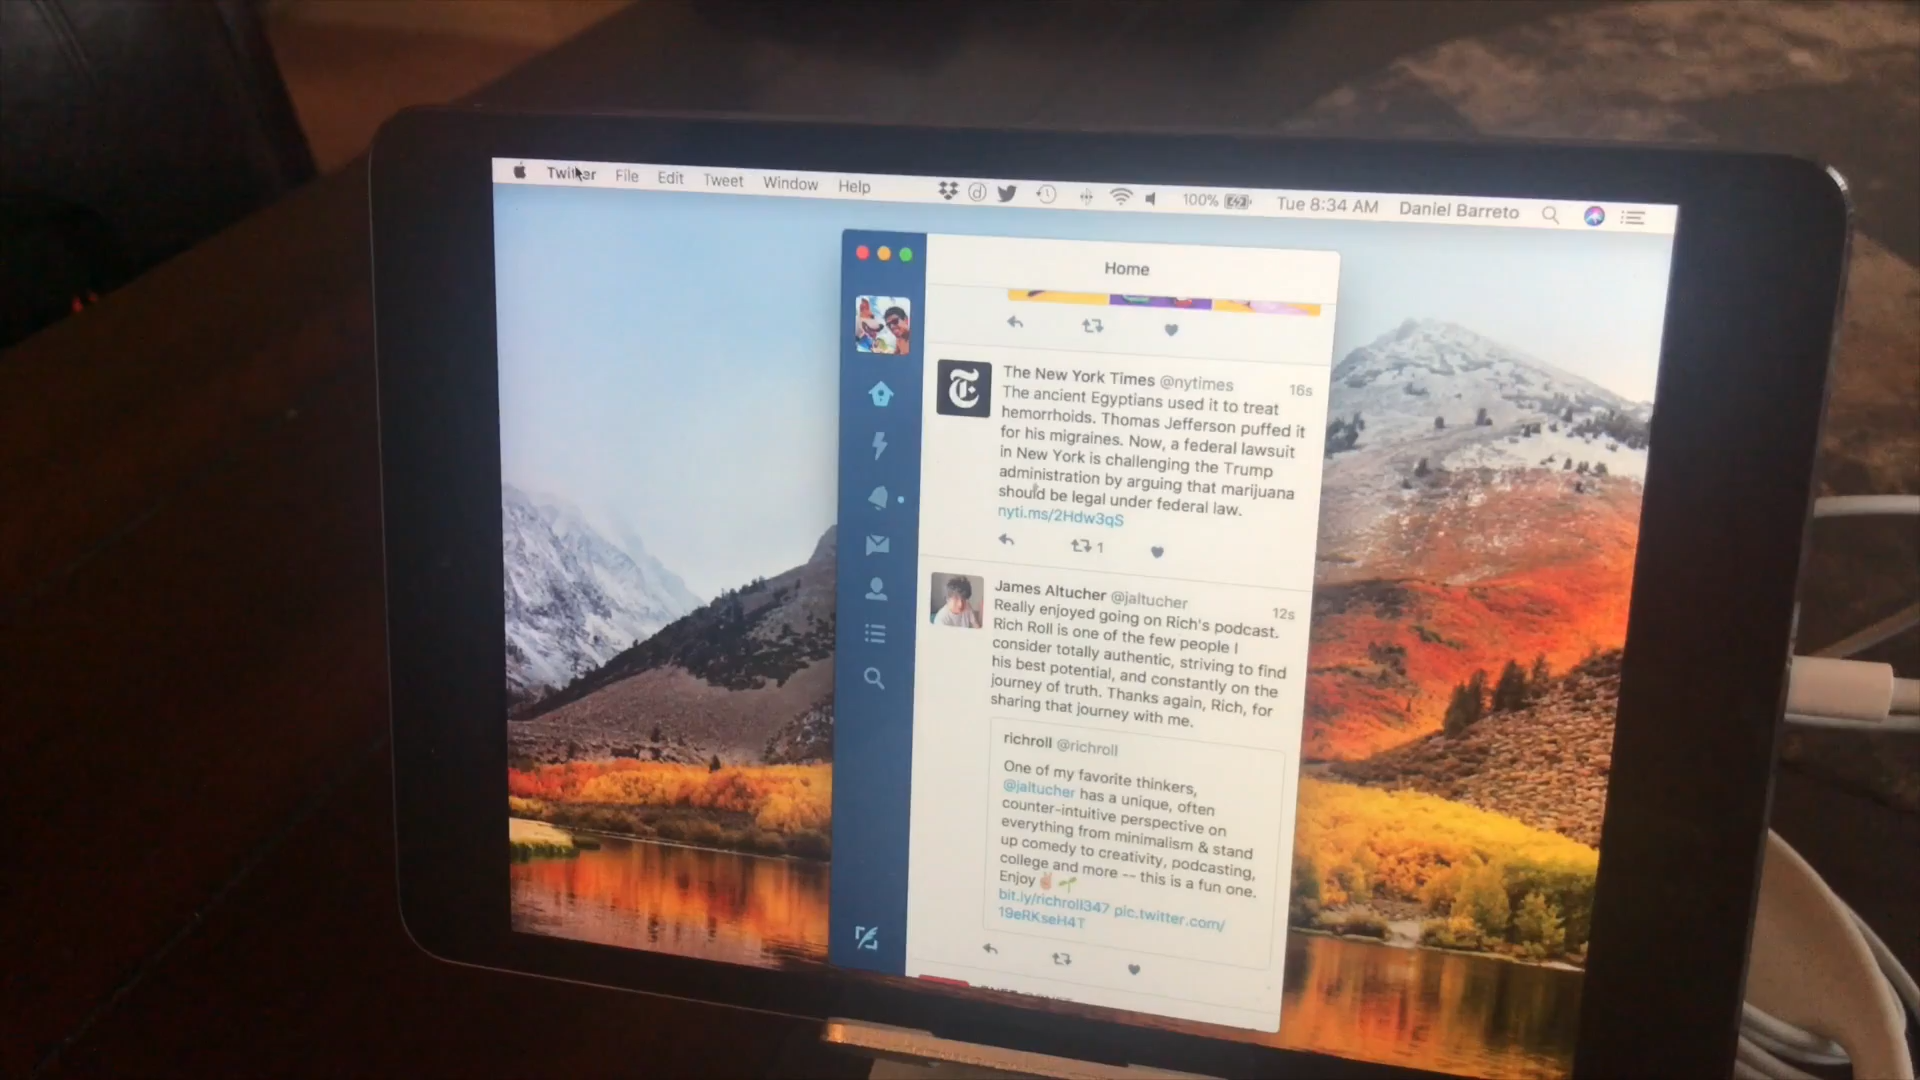 Twitter File Edit Tweet Window Help 100% Tue 8:34 AM Daniel Barreto
Home
The New York Times @nytimes 16s
The ancient Egyptians used it to treat
hemorrhoids. Thomas Jefferson puffed it
for his migraines. Now, a federal lawsuit
in New York is challenging the Trump
administration by arguing that marijuana
should be legal under federal law.
nyti.ms/2Hdw3qS
1
James Altucher @jaltucher 12s
Really enjoyed going on Rich's podcast.
Rich Roll is one of the few people I
consider totally authentic, striving to find
his best potential, and constantly on the
journey of truth. Thanks again, Rich, for
sharing that journey with me.
richroll @richroll
One of my favorite thinkers,
@jaltucher has a unique, often
counter-intuitive perspective on
everything from minimalism & stand
up comedy to creativity, podcasting,
college and more -- this is a fun one.
Enjoy ✌🌱
bit.ly/richroll347 pic.twitter.com/
19eRKseH4T